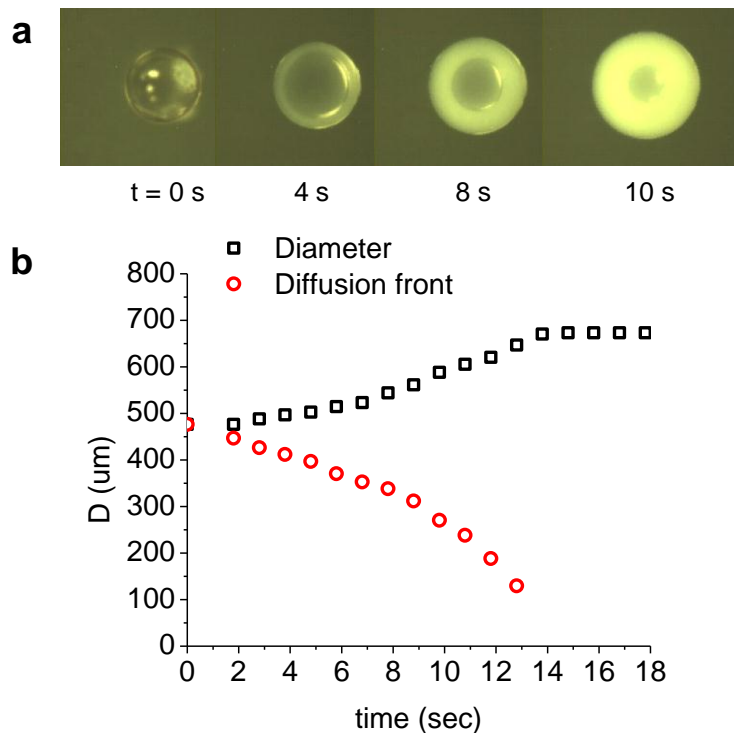 a
t = 0 s 4 s 8 s 10 s
b
Diameter
Diffusion front
800
700
600
500
400
300
200
100
0
D (um)
0 2 4 6 8 10 12 14 16 18
time (sec)